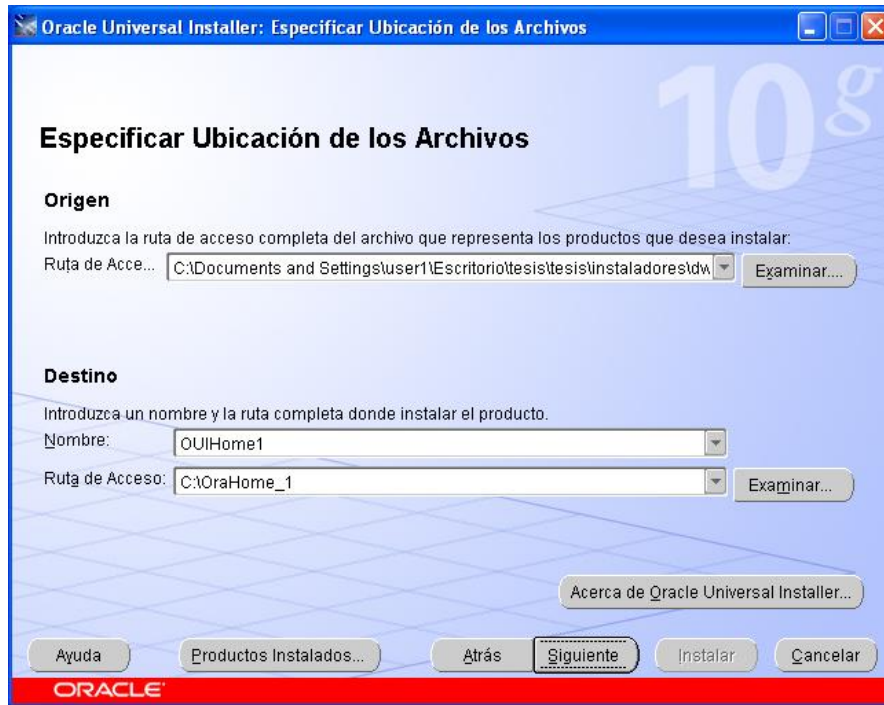 Oracle Universal Installer: Especificar Ubicación de los Archivos
10g
Especificar Ubicación de los Archivos
Origen
Introduzca la ruta de acceso completa del archivo que representa los productos que desea instalar:
Ruta de Acce... C:\Documents and Settings\user1\Escritorio\tesis\tesis\instaladores\dw Examinar....
Destino
Introduzca un nombre y la ruta completa donde instalar el producto.
Nombre: OUIHome1
Ruta de Acceso: C:\OraHome_1 Examinar...
Acerca de Oracle Universal Installer...
Ayuda Productos Instalados... Atrás Siguiente Instalar Cancelar
ORACLE